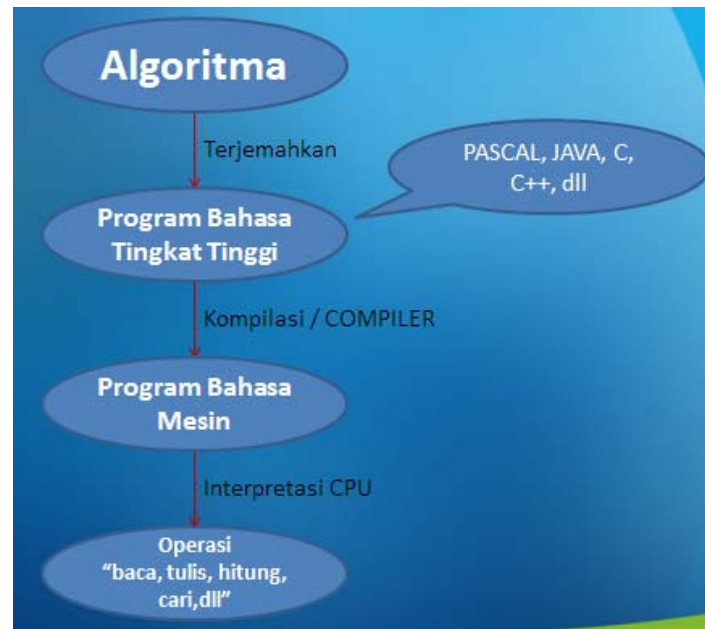 Algoritma
Terjemahkan
PASCAL, JAVA, C,
C++, dll
Program Bahasa
Tingkat Tinggi
Kompilasi / COMPILER
Program Bahasa
Mesin
Interpretasi CPU
Operasi
“baca, tulis, hitung,
cari,dll”